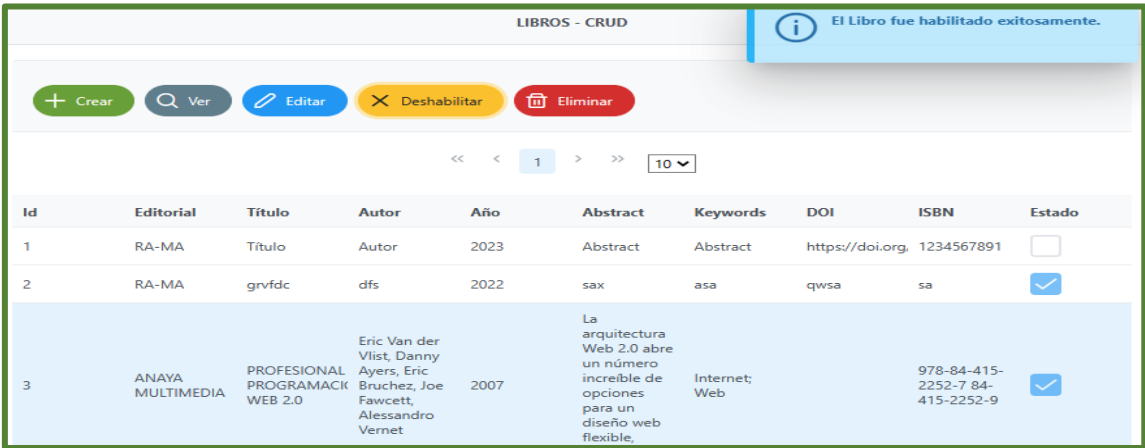 LIBROS - CRUD
El Libro fue habilitado exitosamente.
Crear Ver Editar Deshabilitar Eliminar
<< < 1 > >> 10
Id Editorial Título Autor Año Abstract Keywords DOI ISBN Estado
1 RA-MA Título Autor 2023 Abstract Abstract https://doi.org, 1234567891
2 RA-MA grvfdc dfs 2022 sax asa qwsa sa
3
ANAYA
MULTIMEDIA
PROFESIONAL
PROGRAMACIO
WEB 2.0
Eric Van der
Vlist, Danny
Ayers, Eric
Bruchez, Joe
Fawcett,
Alessandro
Vernet
2007
La
arquitectura
Web 2.0 abre
un número
increíble de
opciones
para un
diseño web
flexible,
Internet;
Web
978-84-415-
2252-7 84-
415-2252-9